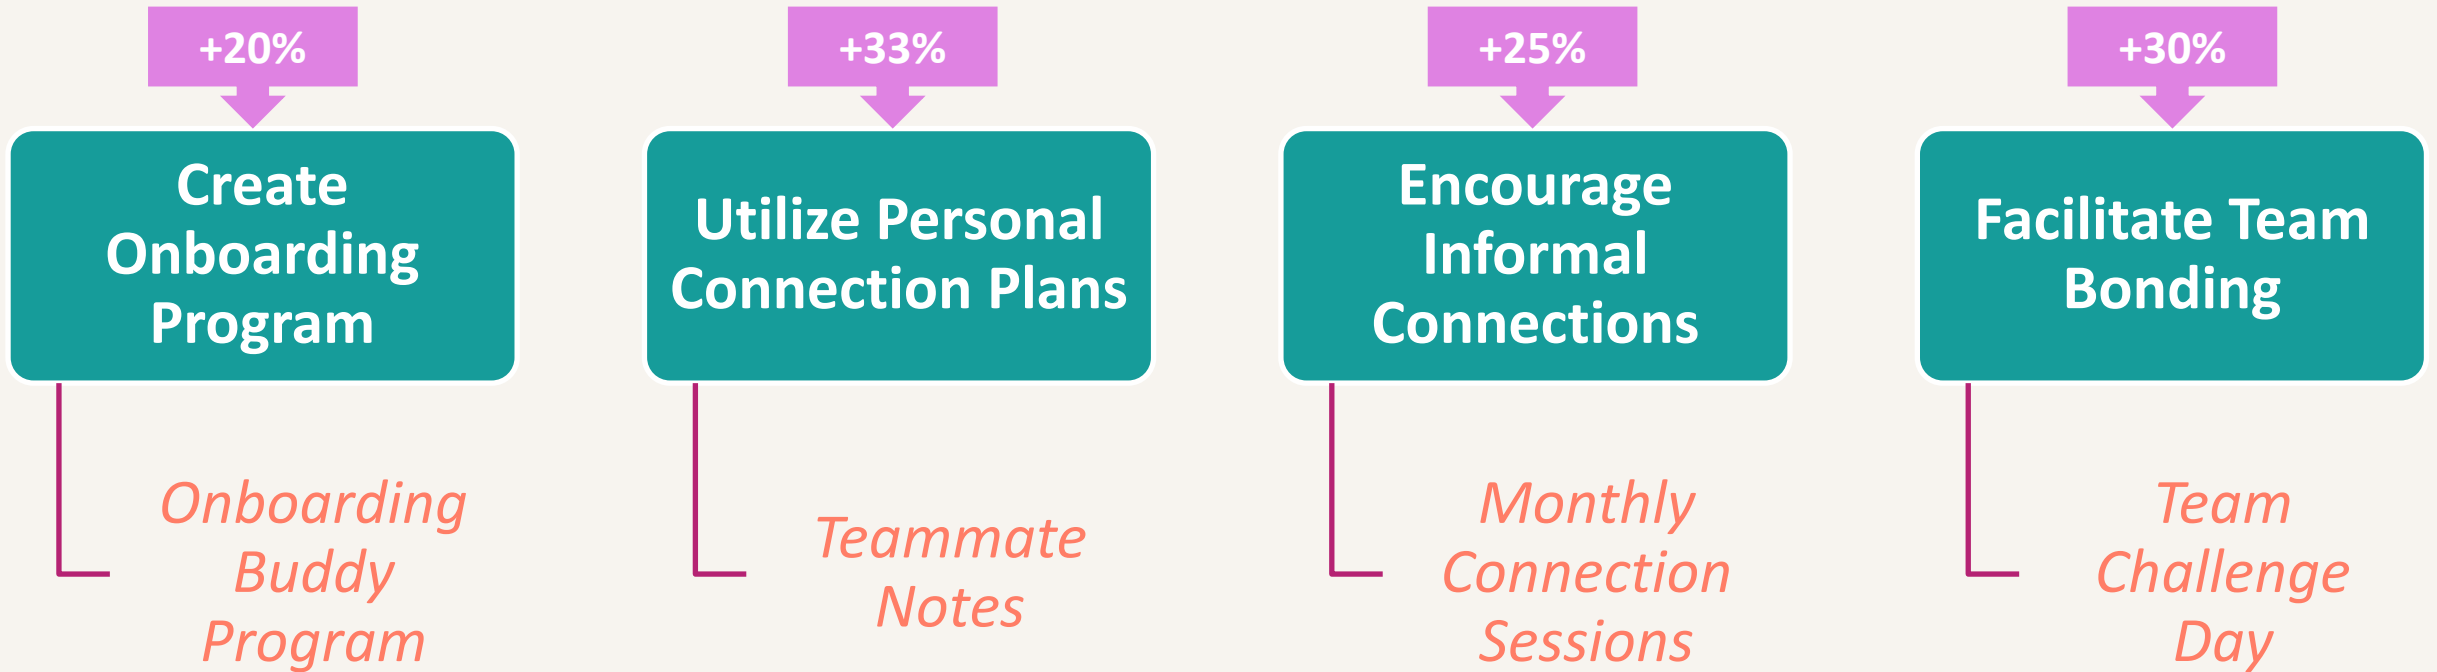 +20%
+33%
+25%
+30%
Create
Onboarding
Program
Utilize Personal
Connection Plans
Encourage
Informal
Connections
Facilitate Team
Bonding
Onboarding
Buddy
Program
Teammate
Notes
Monthly
Connection
Sessions
Team
Challenge
Day